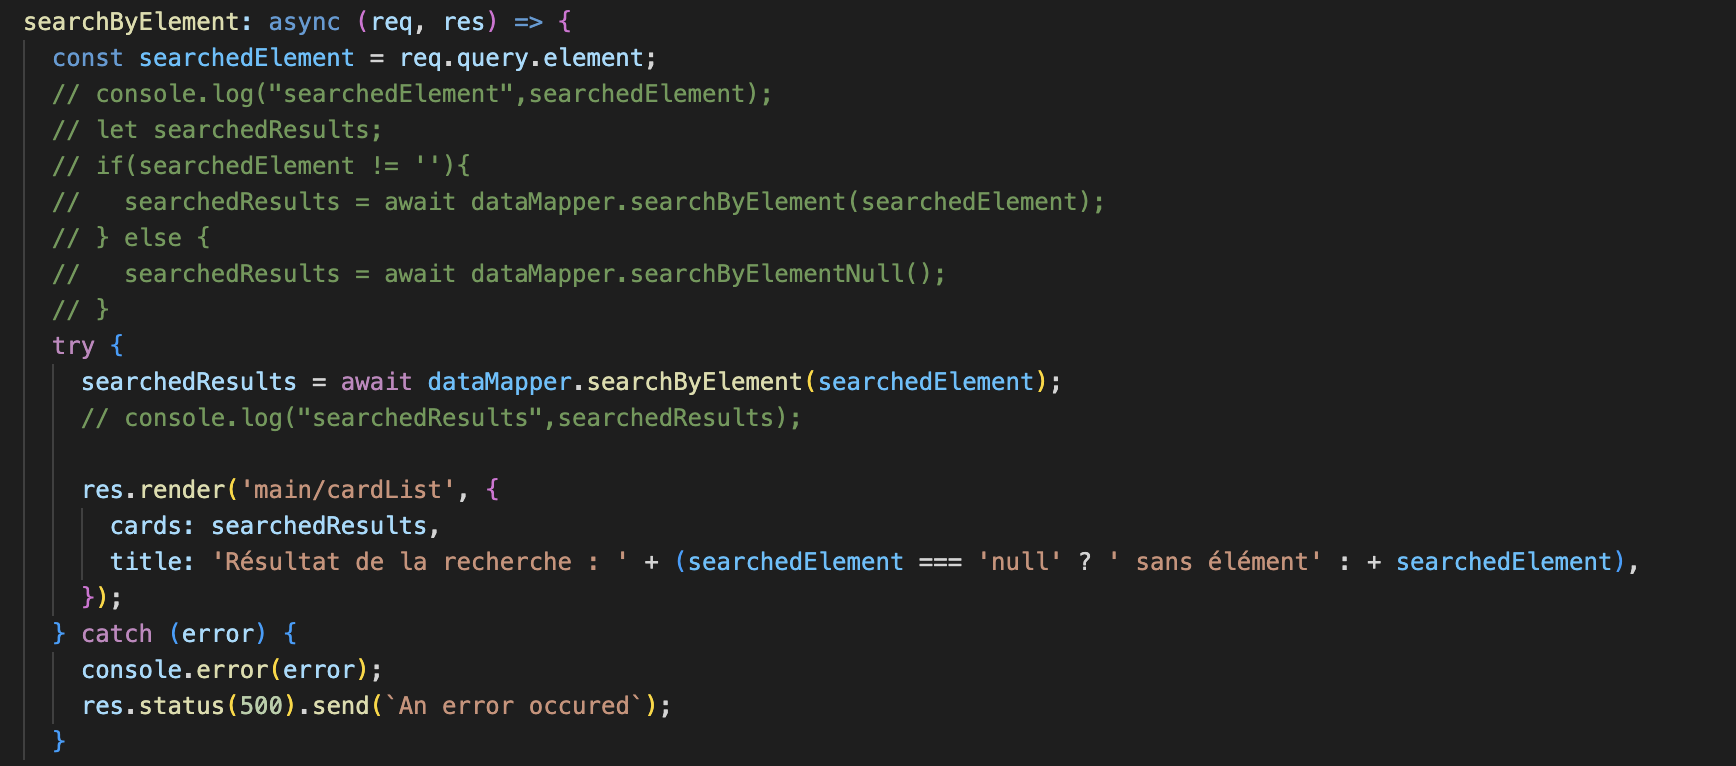 searchByElement: async (req, res) => {
const searchedElement = req.query.element;
// console.log("searchedElement",searchedElement);
// let searchedResults;
// if(searchedElement != ''){
//   searchedResults = await dataMapper.searchByElement(searchedElement);
// } else {
//   searchedResults = await dataMapper.searchByElementNull();
// }
try {
searchedResults = await dataMapper.searchByElement(searchedElement);
// console.log("searchedResults",searchedResults);
res.render('main/cardList', {
cards: searchedResults,
title: 'Résultat de la recherche : ' + (searchedElement === 'null' ? ' sans élément' : + searchedElement),
});
} catch (error) {
console.error(error);
res.status(500).send(`An error occured`);
}